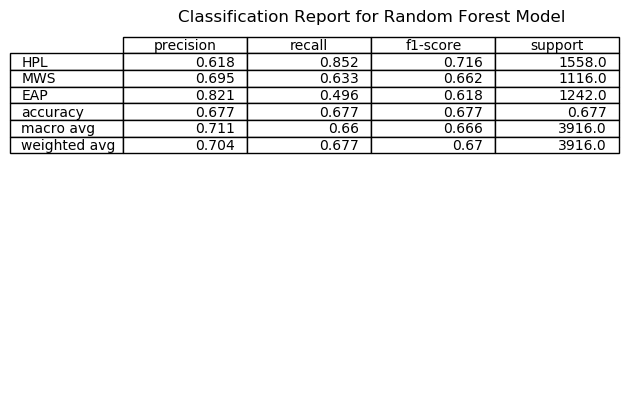 Classification Report for Random Forest Model
precision recall f1-score support
HPL 0.618 0.852 0.716 1558.0
MWS 0.695 0.633 0.662 1116.0
EAP 0.821 0.496 0.618 1242.0
accuracy 0.677 0.677 0.677 0.677
macro avg 0.711 0.66 0.666 3916.0
weighted avg 0.704 0.677 0.67 3916.0